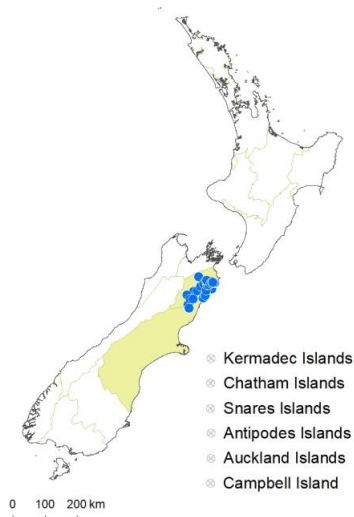 Kermadec Islands
Chatham Islands
Snares Islands
Antipodes Islands
Auckland Islands
Campbell Island
0 100 200 km